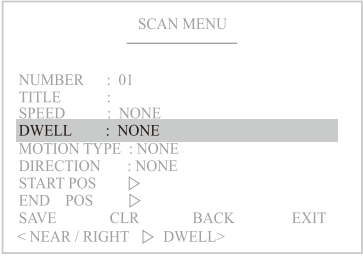 SCAN MENU
NUMBER : 01
TITLE :
SPEED : NONE
DWELL : NONE
MOTION TYPE : NONE
DIRECTION : NONE
START POS ▷
END POS ▷
SAVE CLR BACK EXIT
< NEAR / RIGHT ▷ DWELL>